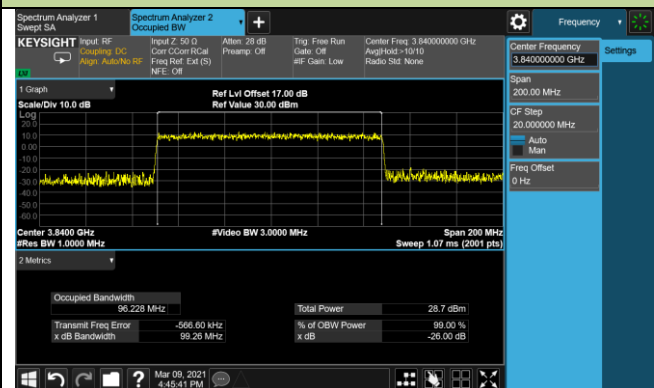 Spectrum Analyzer 1
Swept SA
Spectrum Analyzer 2
Occupied BW
Frequency
KEYSIGHT
Input: RF
Coupling: DC
Align: Auto/No RF
Input Z: 50 Ω
Corr CCorr RCal
Freq Ref: Ext (S)
NFE: Off
Atten: 28 dB
Preamp: Off
Trig: Free Run
Gate: Off
#IF Gain: Low
Center Freq: 3.840000000 GHz
Avg|Hold:>10/10
Radio Std: None
Center Frequency
3.840000000 GHz
Settings
Span
200.00 MHz
CF Step
20.000000 MHz
Auto
Man
Freq Offset
0 Hz
1 Graph
Scale/Div 10.0 dB
Ref Lvl Offset 17.00 dB
Ref Value 30.00 dBm
Log
20.0
10.0
0.00
-10.0
-20.0
-30.0
-40.0
-50.0
-60.0
Center 3.8400 GHz
#Res BW 1.0000 MHz
#Video BW 3.0000 MHz
Span 200 MHz
Sweep 1.07 ms (2001 pts)
2 Metrics
Occupied Bandwidth
96.228 MHz
Total Power 28.7 dBm
Transmit Freq Error -566.60 kHz
% of OBW Power 99.00 %
x dB Bandwidth 99.26 MHz
x dB -26.00 dB
Mar 09, 2021
4:45:41 PM